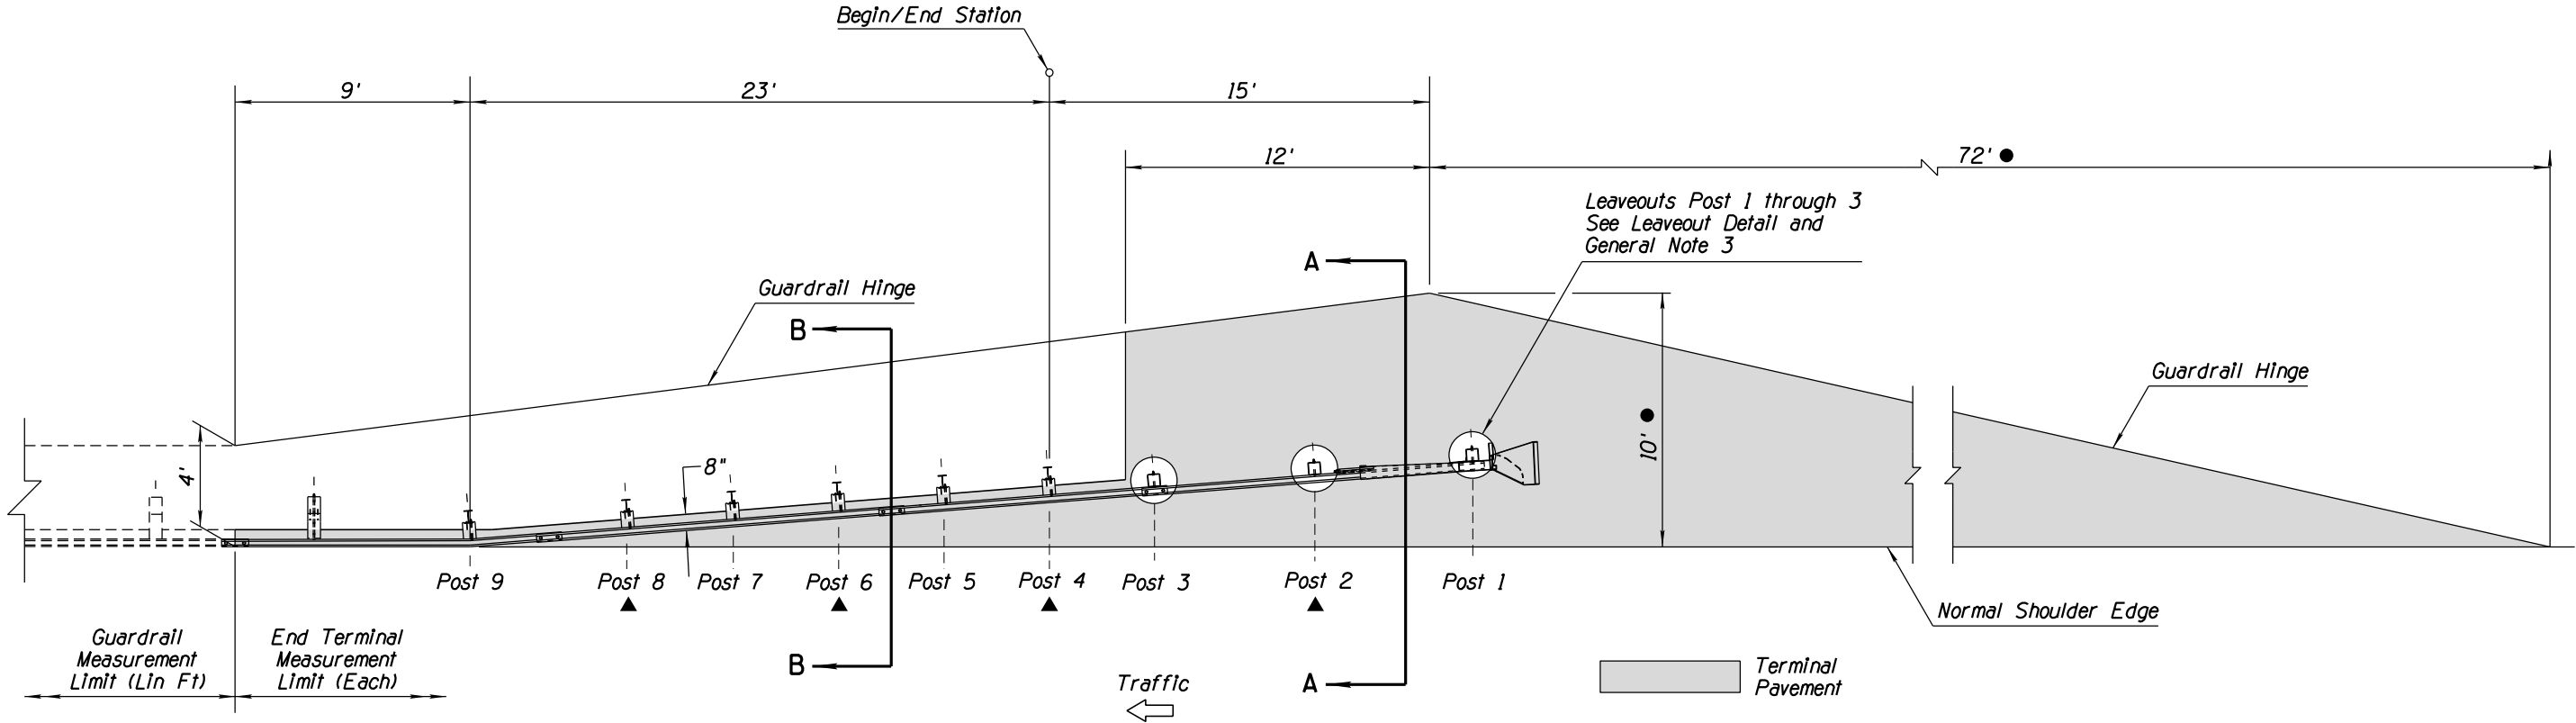 Begin/End Station
9'
23'
15'
12'
72' ●
Leaveouts Post 1 through 3
See Leaveout Detail and
General Note 3
A
Guardrail Hinge
B
Guardrail Hinge
10' ●
4'
8"
Post 9
Post 8
Post 7
Post 6
Post 5
Post 4
Post 3
Post 2
Post 1
▲
▲
▲
▲
Normal Shoulder Edge
Guardrail
Measurement
Limit (Lin Ft)
End Terminal
Measurement
Limit (Each)
B
A
Traffic
Terminal
Pavement